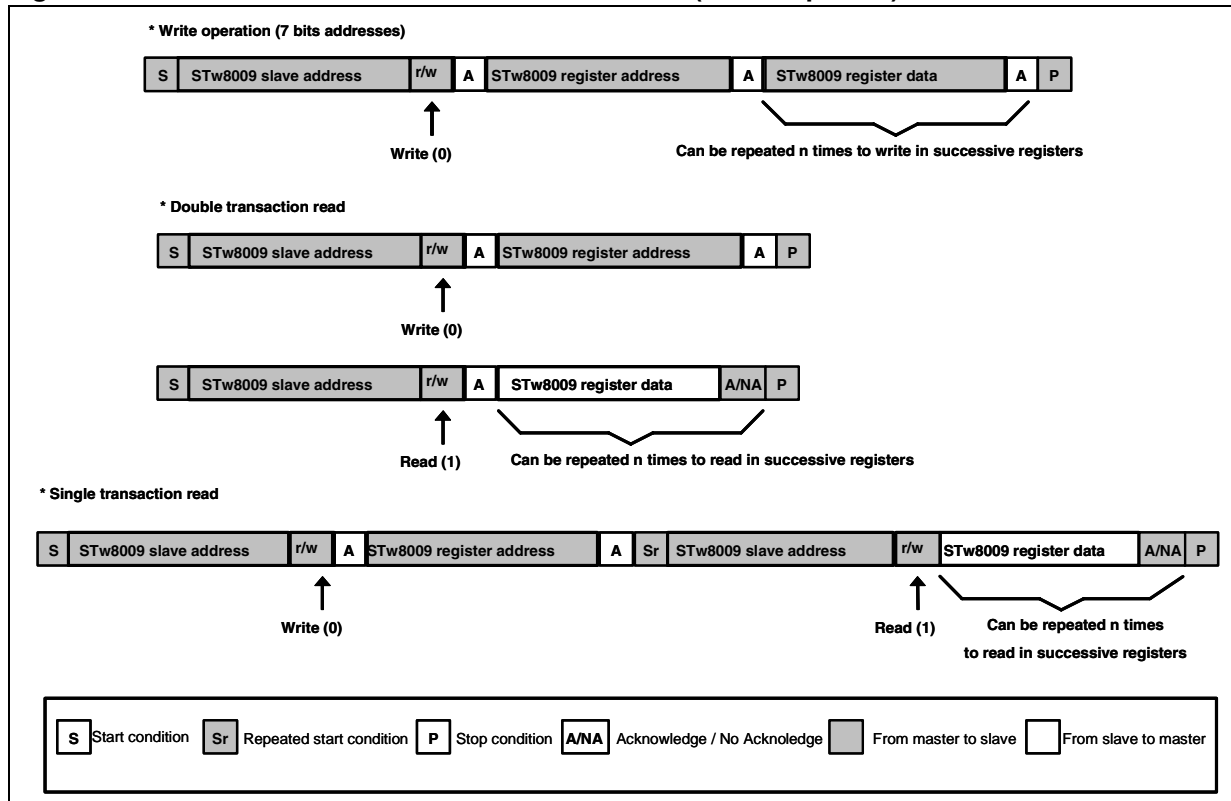 * Write operation (7 bits addresses)
S STw8009 slave address r/w A STw8009 register address A STw8009 register data A P
Write (0)
Can be repeated n times to write in successive registers
* Double transaction read
S STw8009 slave address r/w A STw8009 register address A P
Write (0)
S STw8009 slave address r/w A STw8009 register data A/NA P
Read (1)
Can be repeated n times to read in successive registers
* Single transaction read
S STw8009 slave address r/w A STw8009 register address A Sr STw8009 slave address r/w STw8009 register data A/NA P
Write (0)
Read (1)
Can be repeated n times
to read in successive registers
S Start condition Sr Repeated start condition P Stop condition A/NA Acknowledge / No Acknoledge From master to slave From slave to master